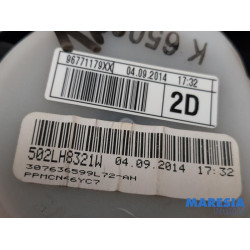 K 650
96771179XX 04.09.2014 17:32
2D
502LH8321W 04.09.2014 17:32
387636599L72-AH
PPMCN46YC7
MARESIA